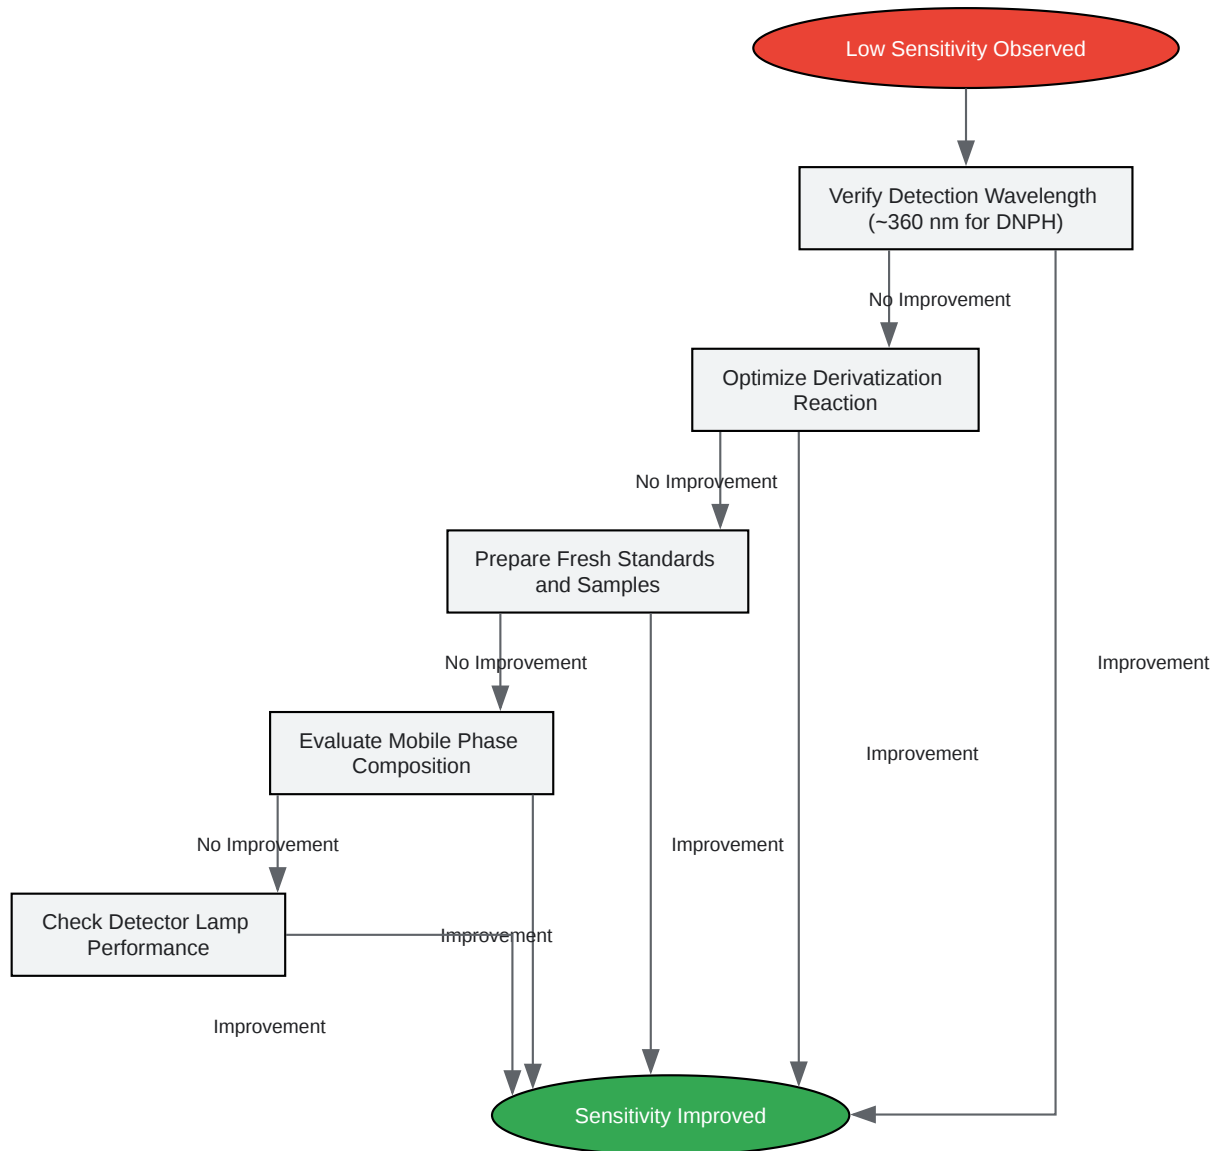 Low Sensitivity Observed
Verify Detection Wavelength
(~360 nm for DNPH)
No Improvement
Optimize Derivatization
Reaction
No Improvement
Prepare Fresh Standards
and Samples
No Improvement
Improvement
Evaluate Mobile Phase
Composition
Improvement
No Improvement
Improvement
Check Detector Lamp
Performance
Improvement
Improvement
Sensitivity Improved